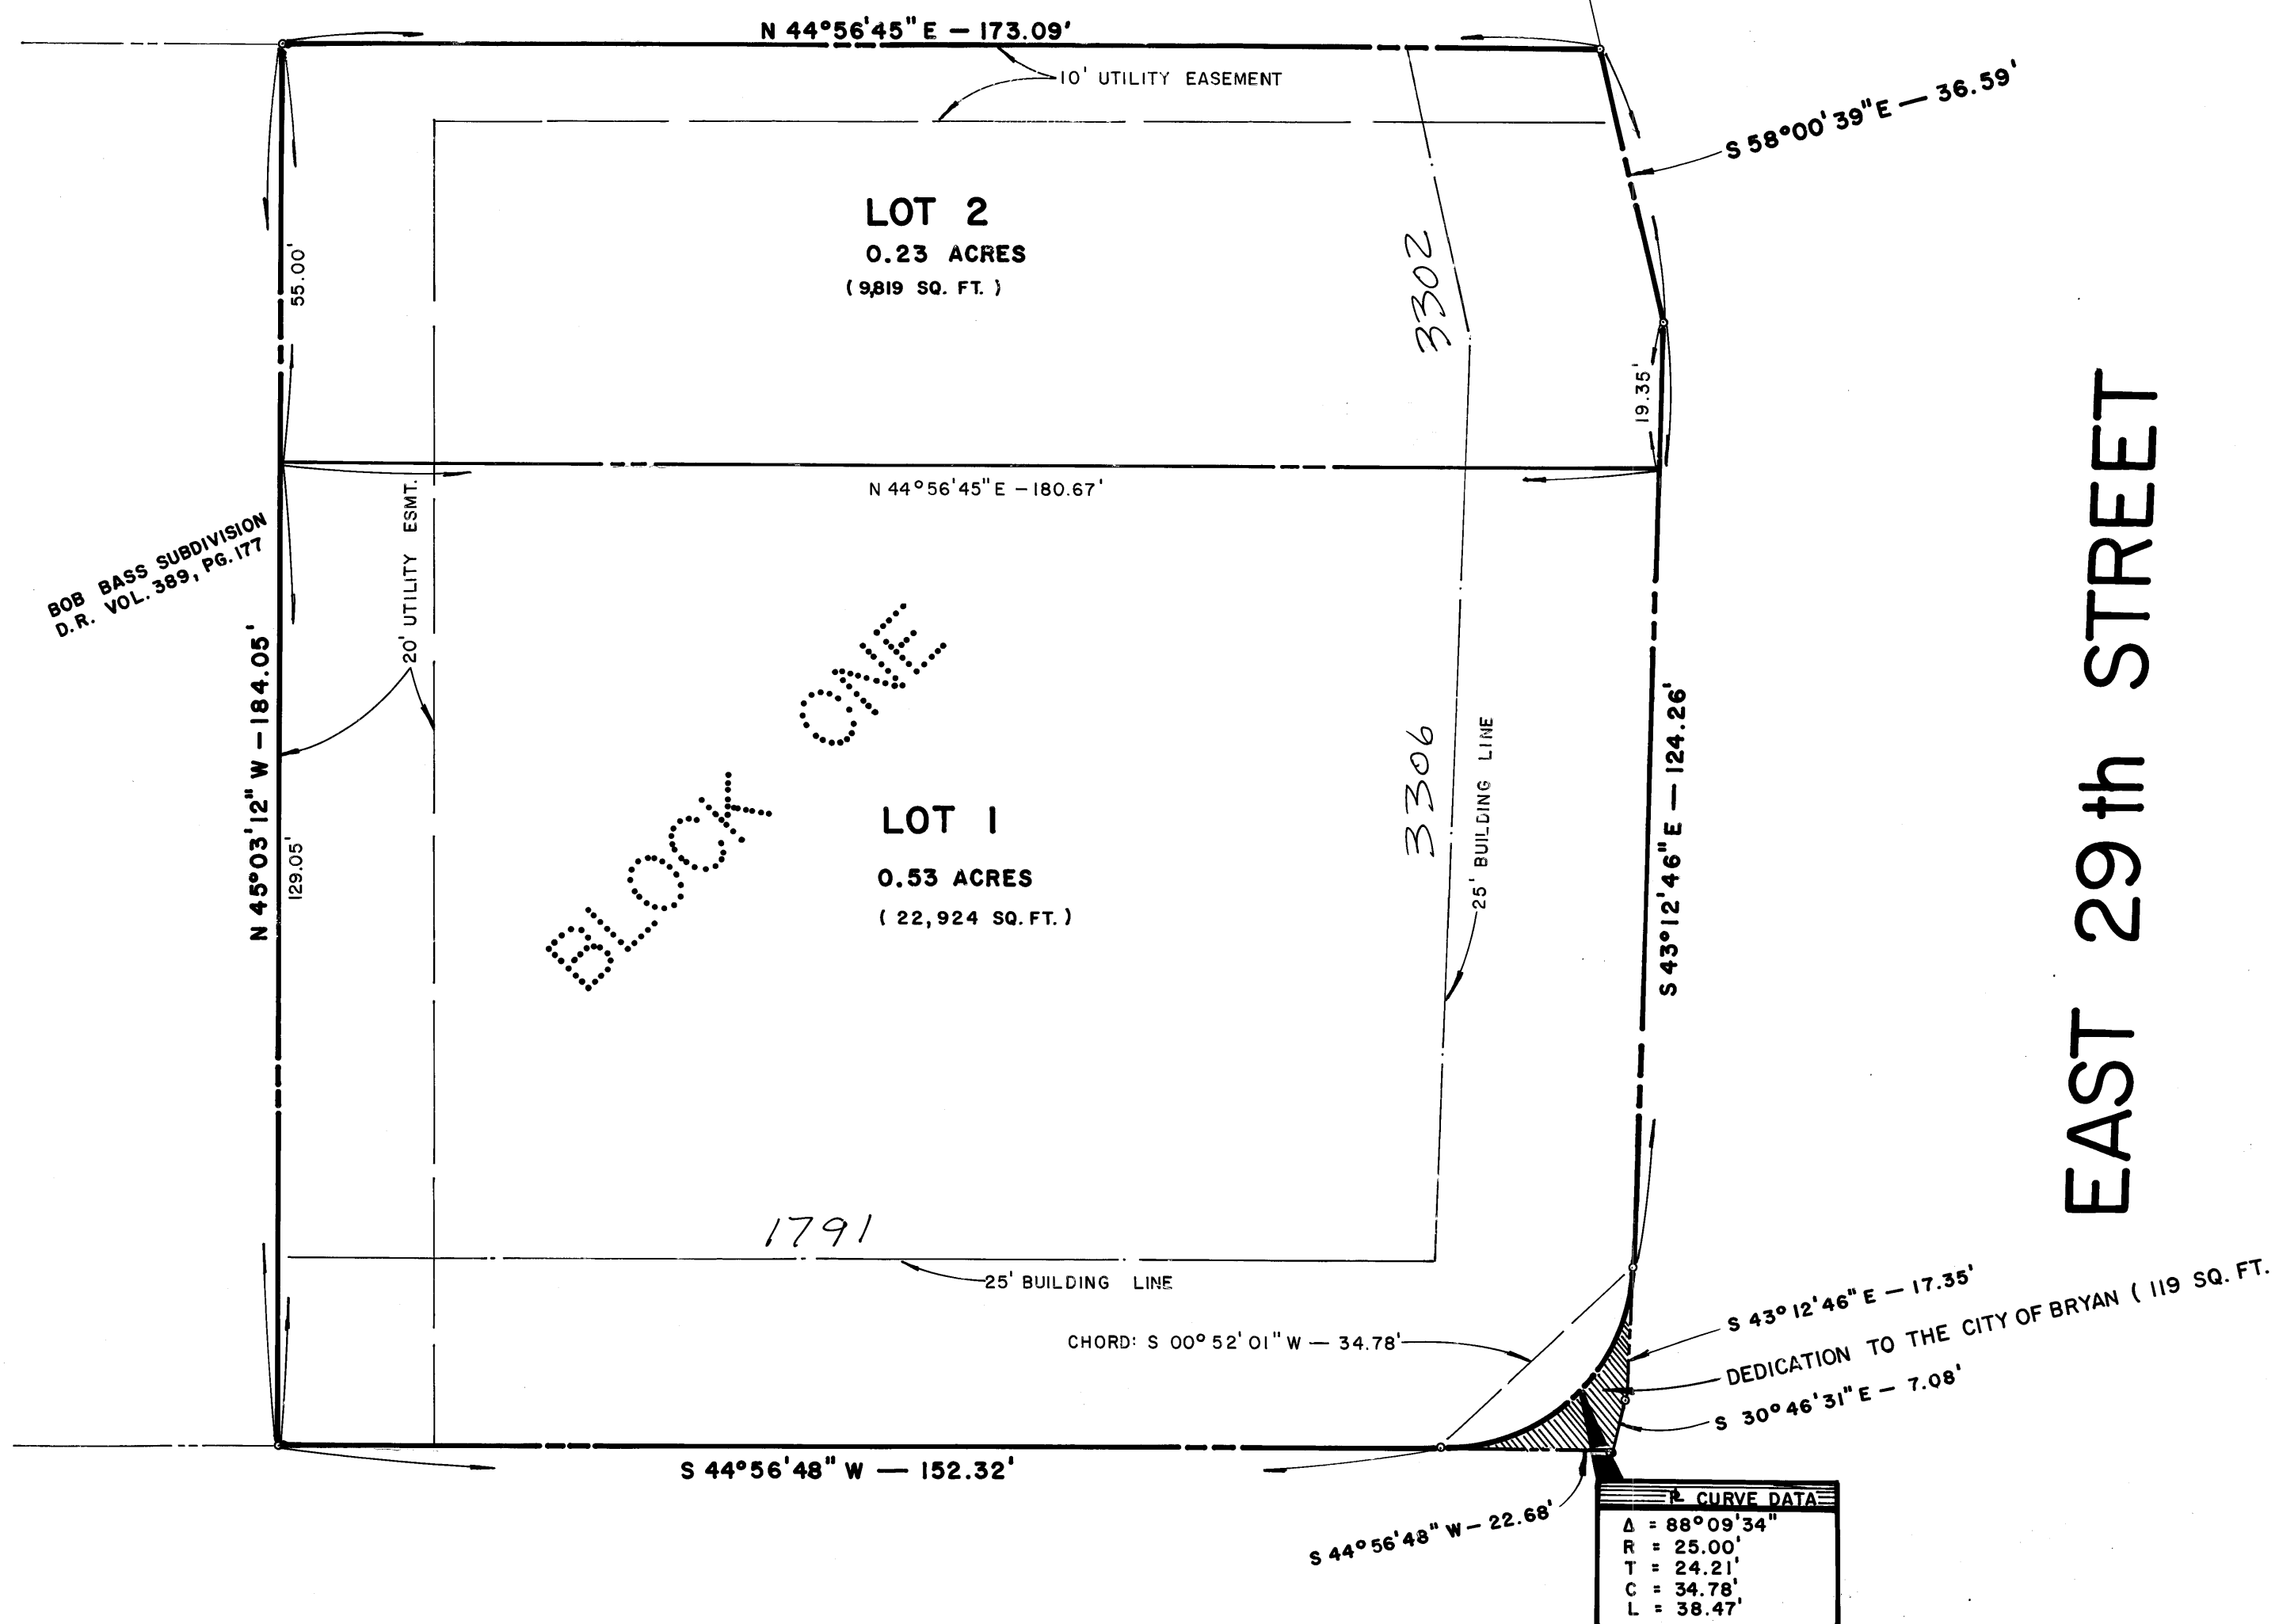 N 44°56'45" E — 173.09'
10' UTILITY EASEMENT
S 58°00'39" E — 36.59'
LOT 2
0.23 ACRES
( 9,819 SQ. FT. )
55.00'
3302
19.35'
N 44°56'45" E — 180.67'
BOB BASS SUBDIVISION
D.R. VOL. 389, PG. 177
20' UTILITY ESMT.
N 45°03'12" W — 184.05'
129.05'
BLOCK ONE
LOT 1
0.53 ACRES
( 22,924 SQ. FT. )
3306
25' BUILDING LINE
S 43°12'46" E — 124.26'
EAST 29th STREET
1791
25' BUILDING LINE
CHORD: S 00°52'01" W — 34.78'
S 43°12'46" E — 17.35'
DEDICATION TO THE CITY OF BRYAN ( 119 SQ. FT.
S 30°46'31" E — 7.08'
S 44°56'48" W — 152.32'
S 44°56'48" W — 22.68'
℄ CURVE DATA
Δ = 88°09'34"
R = 25.00'
T = 24.21'
C = 34.78'
L = 38.47'